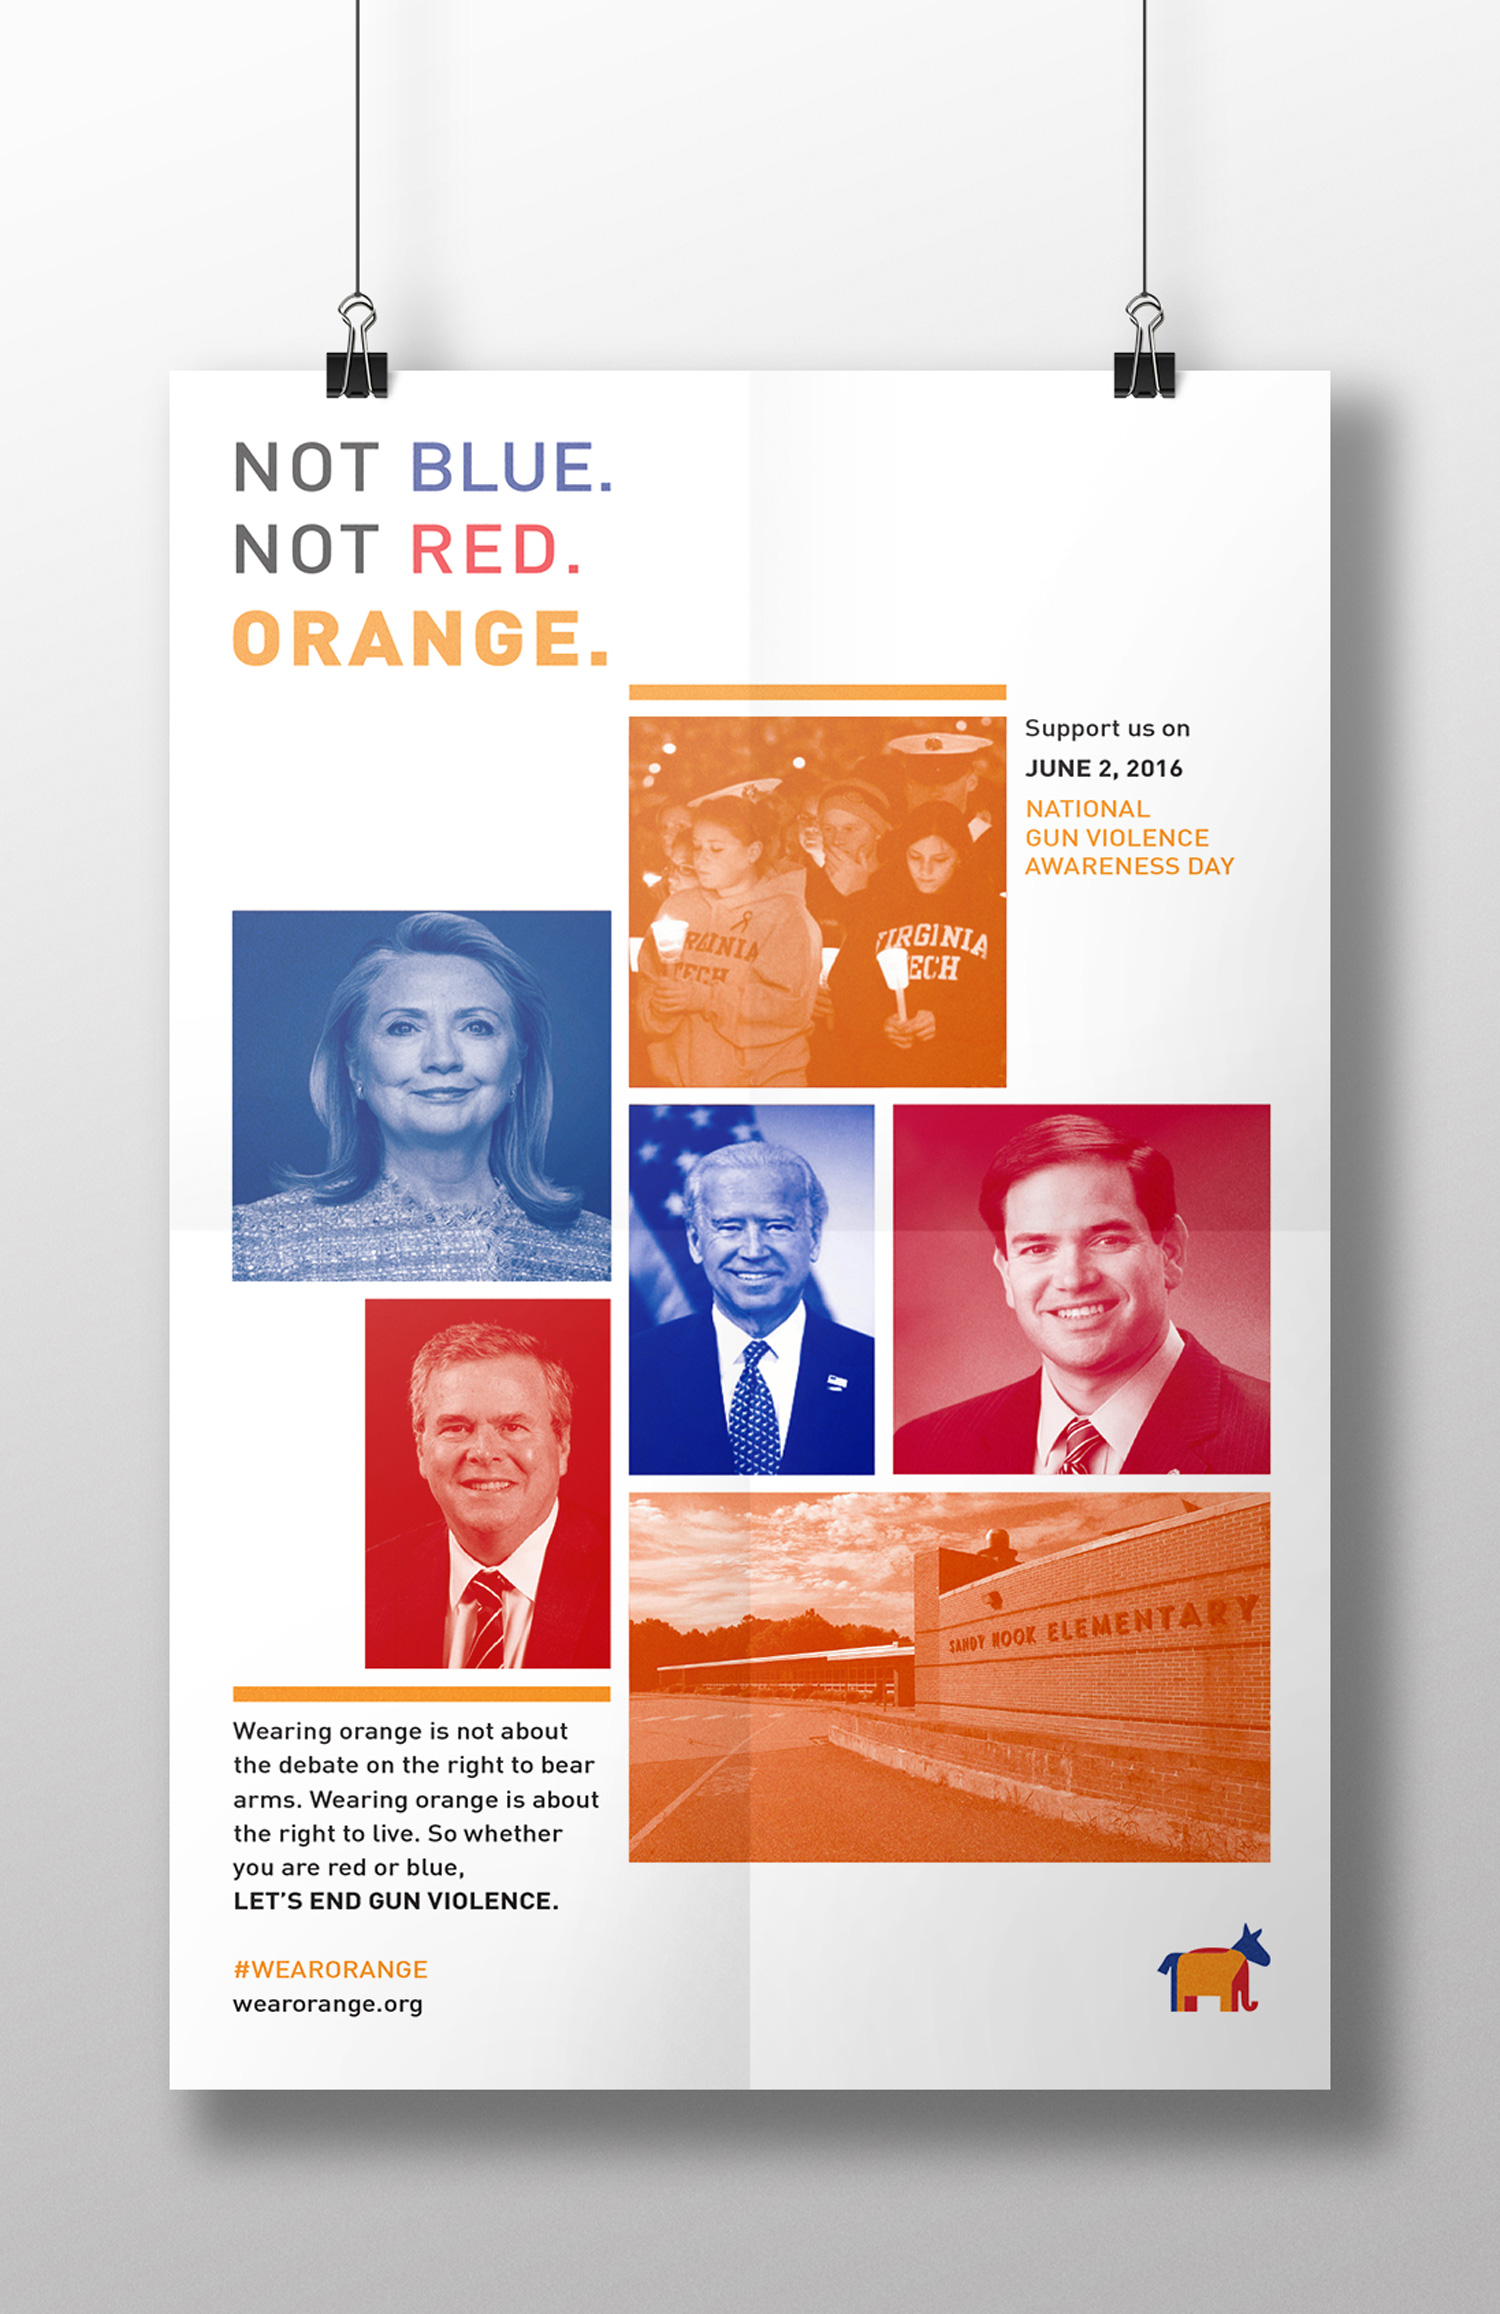 NOT BLUE.
NOT RED.
ORANGE.
Support us on
JUNE 2, 2016
NATIONAL
GUN VIOLENCE
AWARENESS DAY
VIRGINIA
TECH
VIRGINIA
TECH
SANDY HOOK ELEMENTARY
Wearing orange is not about
the debate on the right to bear
arms. Wearing orange is about
the right to live. So whether
you are red or blue,
LET'S END GUN VIOLENCE.
#WEARORANGE
wearorange.org